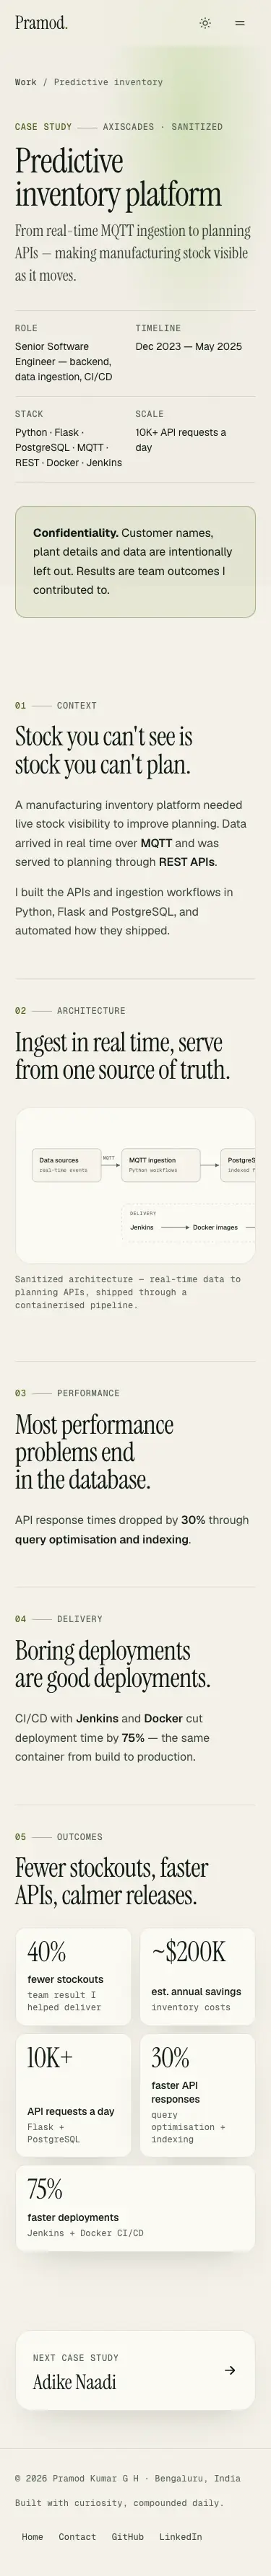 Pramod.
Work / Predictive inventory
CASE STUDY —— AXISCADES · SANITIZED
Predictive
inventory platform
From real-time MQTT ingestion to planning
APIs — making manufacturing stock visible
as it moves.
ROLE
Senior Software
Engineer — backend,
data ingestion, CI/CD
TIMELINE
Dec 2023 — May 2025
STACK
Python · Flask ·
PostgreSQL · MQTT ·
REST · Docker · Jenkins
SCALE
10K+ API requests a
day
Confidentiality. Customer names,
plant details and data are intentionally
left out. Results are team outcomes I
contributed to.
01 —— CONTEXT
Stock you can't see is
stock you can't plan.
A manufacturing inventory platform needed
live stock visibility to improve planning. Data
arrived in real time over MQTT and was
served to planning through REST APIs.
I built the APIs and ingestion workflows in
Python, Flask and PostgreSQL, and
automated how they shipped.
02 —— ARCHITECTURE
Ingest in real time, serve
from one source of truth.
Data sources
real-time events
MQTT
MQTT ingestion
Python workflows
PostgreS
indexed f
DELIVERY
Jenkins
Docker images
Sanitized architecture — real-time data to
planning APIs, shipped through a
containerised pipeline.
03 —— PERFORMANCE
Most performance
problems end
in the database.
API response times dropped by 30% through
query optimisation and indexing.
04 —— DELIVERY
Boring deployments
are good deployments.
CI/CD with Jenkins and Docker cut
deployment time by 75% — the same
container from build to production.
05 —— OUTCOMES
Fewer stockouts, faster
APIs, calmer releases.
40%
fewer stockouts
team result I
helped deliver
~$200K
est. annual savings
inventory costs
10K+
API requests a day
Flask +
PostgreSQL
30%
faster API
responses
query
optimisation +
indexing
75%
faster deployments
Jenkins + Docker CI/CD
NEXT CASE STUDY
Adike Naadi
© 2026 Pramod Kumar G H · Bengaluru, India
Built with curiosity, compounded daily.
Home Contact GitHub LinkedIn